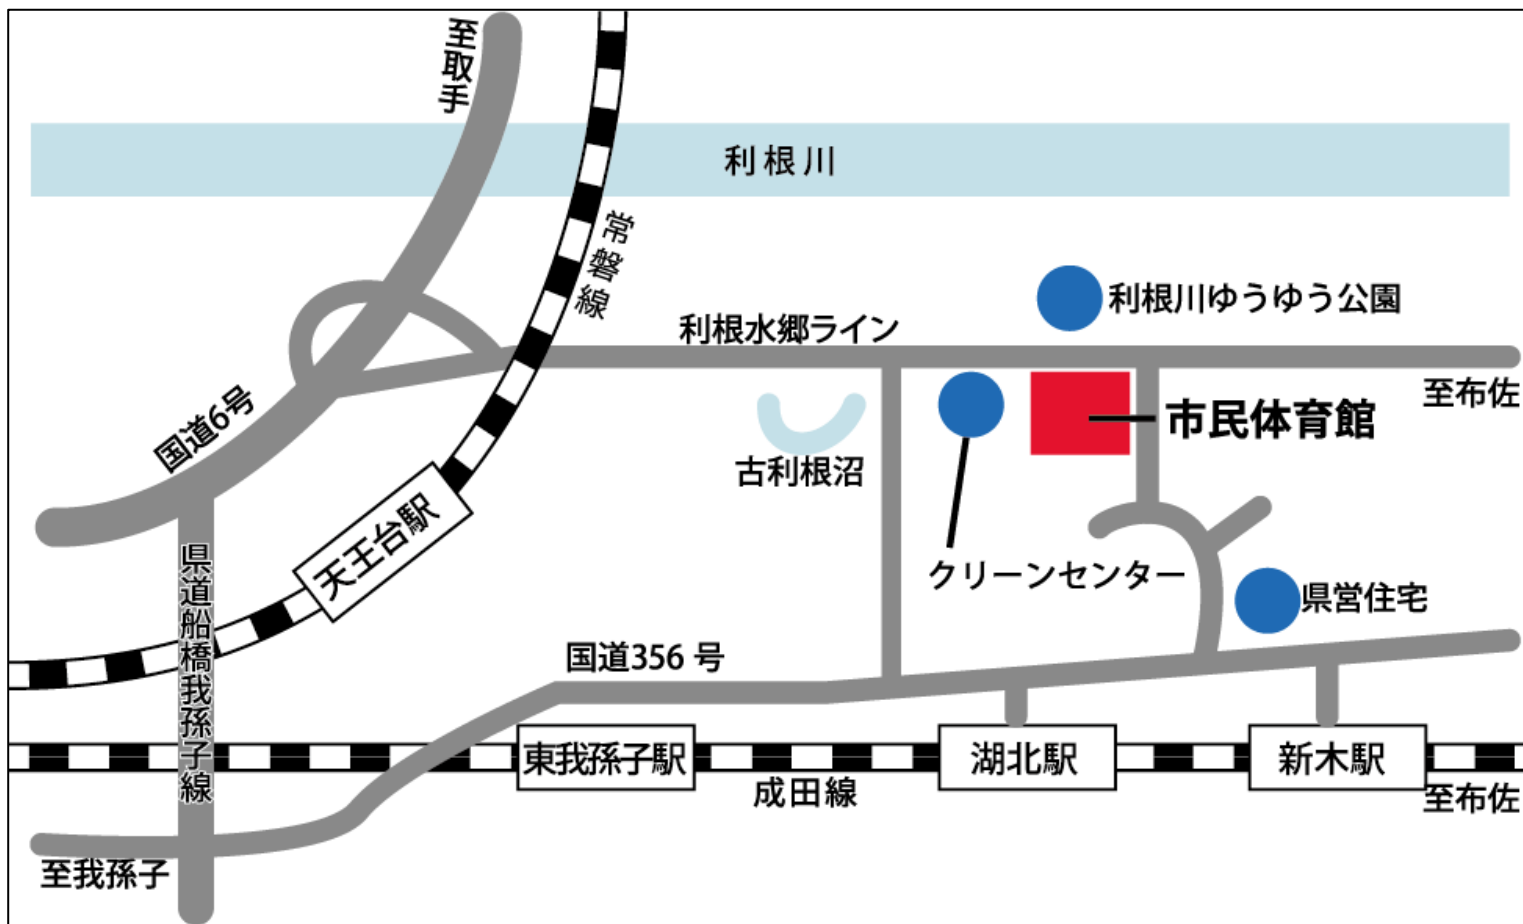 至取手
利根川
常磐線
利根川ゆうゆう公園
利根水郷ライン
至布佐
国道6号
市民体育館
古利根沼
天王台駅
クリーンセンター
県道船橋我孫子線
県営住宅
国道356 号
東我孫子駅
湖北駅
新木駅
成田線
至布佐
至我孫子